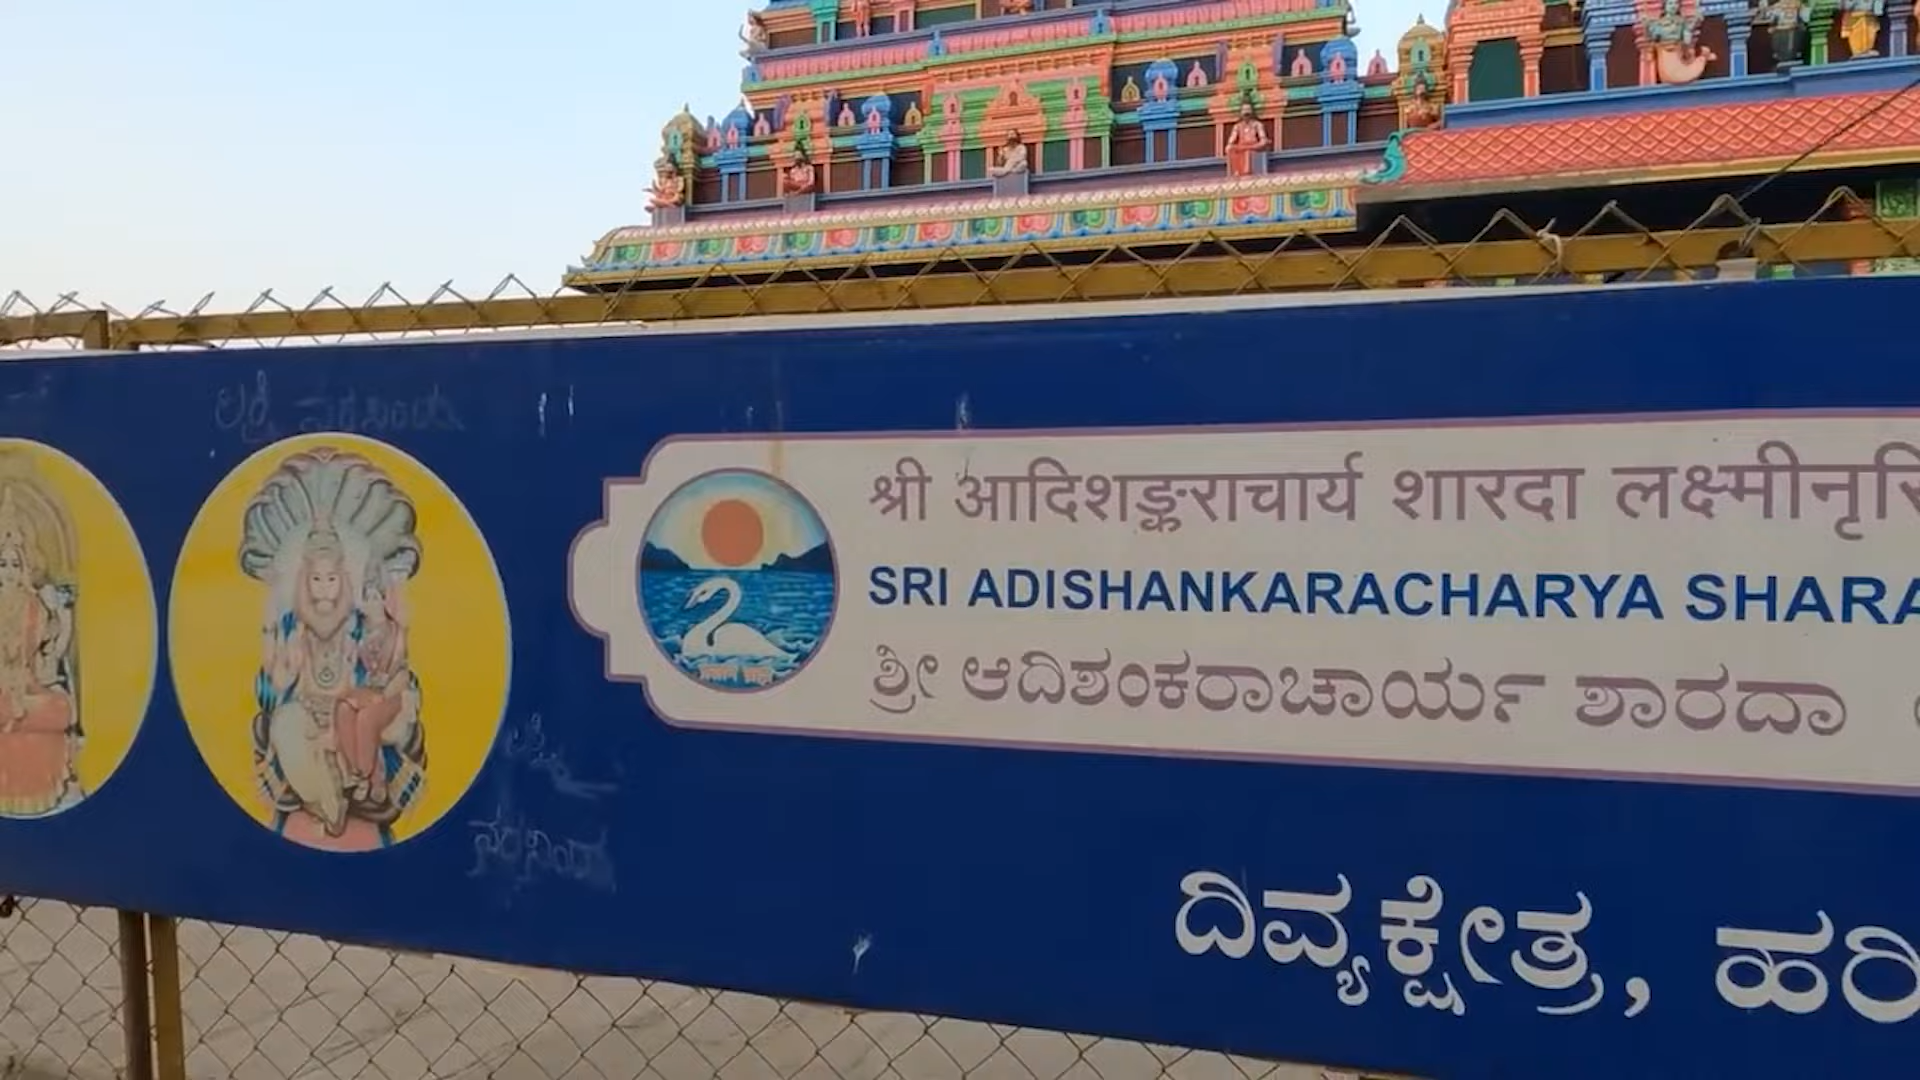 श्री आदिशङ्कराचार्य शारदा लक्ष्मीनृसि
SRI ADISHANKARACHARYA SHARA
ಶ್ರೀ ಆದಿಶಂಕರಾಚಾರ್ಯ ಶಾರದಾ
ದಿವ್ಯಕ್ಷೇತ್ರ, ಹರಿ